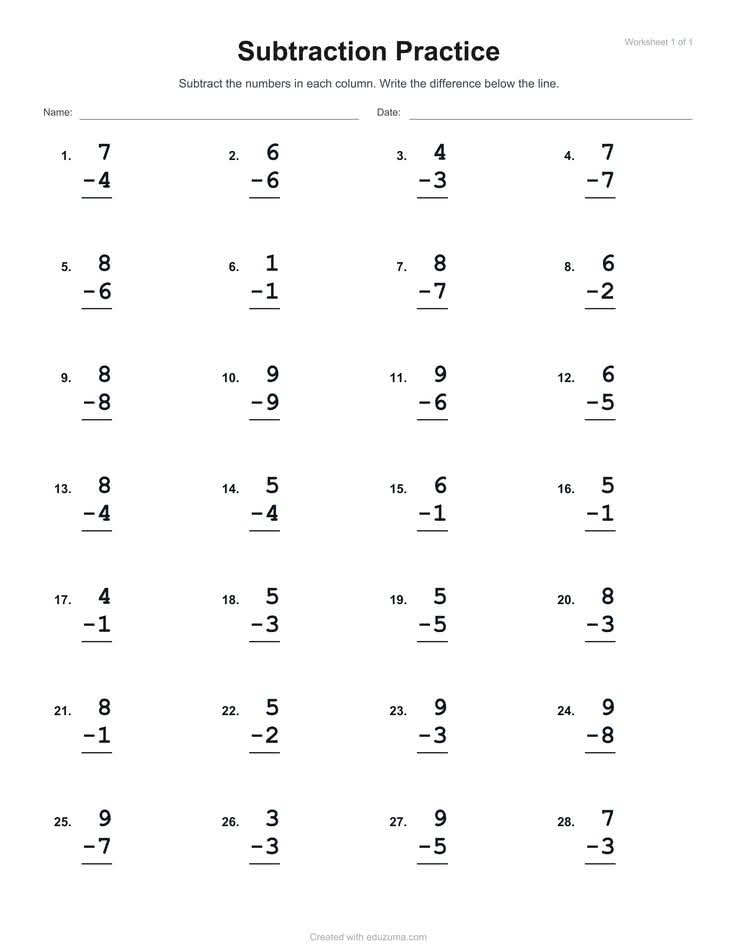 Worksheet 1 of 1
Subtraction Practice
Subtract the numbers in each column. Write the difference below the line.
Name: Date:
1. 7 2. 6 3. 4 4. 7
-4 -6 -3 -7
5. 8 6. 1 7. 8 8. 6
-6 -1 -7 -2
9. 8 10. 9 11. 9 12. 6
-8 -9 -6 -5
13. 8 14. 5 15. 6 16. 5
-4 -4 -1 -1
17. 4 18. 5 19. 5 20. 8
-1 -3 -5 -3
21. 8 22. 5 23. 9 24. 9
-1 -2 -3 -8
25. 9 26. 3 27. 9 28. 7
-7 -3 -5 -3
Created with eduzuma.com